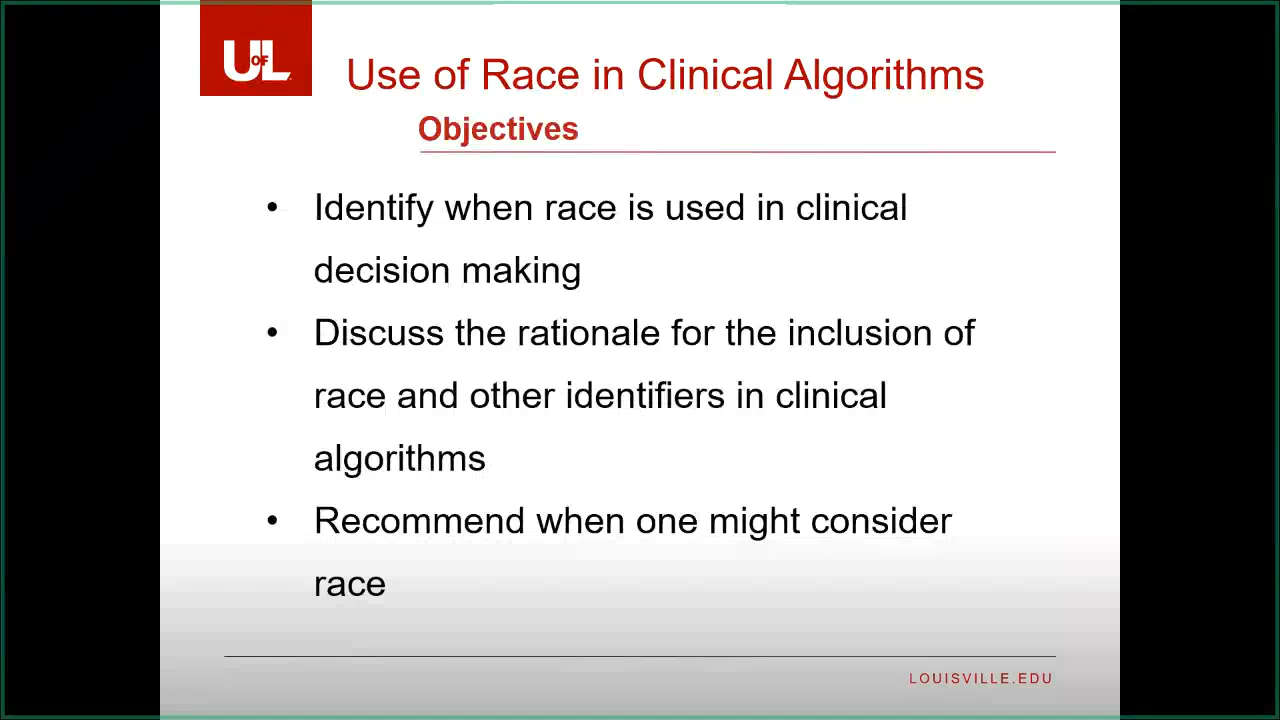 UofL
Use of Race in Clinical Algorithms
Objectives
• Identify when race is used in clinical
decision making
• Discuss the rationale for the inclusion of
race and other identifiers in clinical
algorithms
• Recommend when one might consider
race
LOUISVILLE.EDU